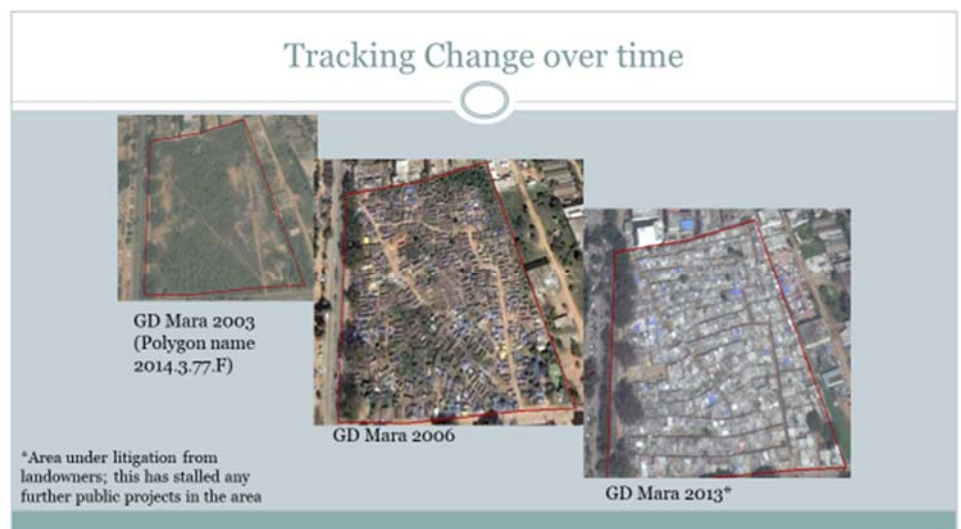 Tracking Change over time
GD Mara 2003
(Polygon name
2014.3.77.F)
GD Mara 2006
*Area under litigation from
landowners; this has stalled any
further public projects in the area
GD Mara 2013*